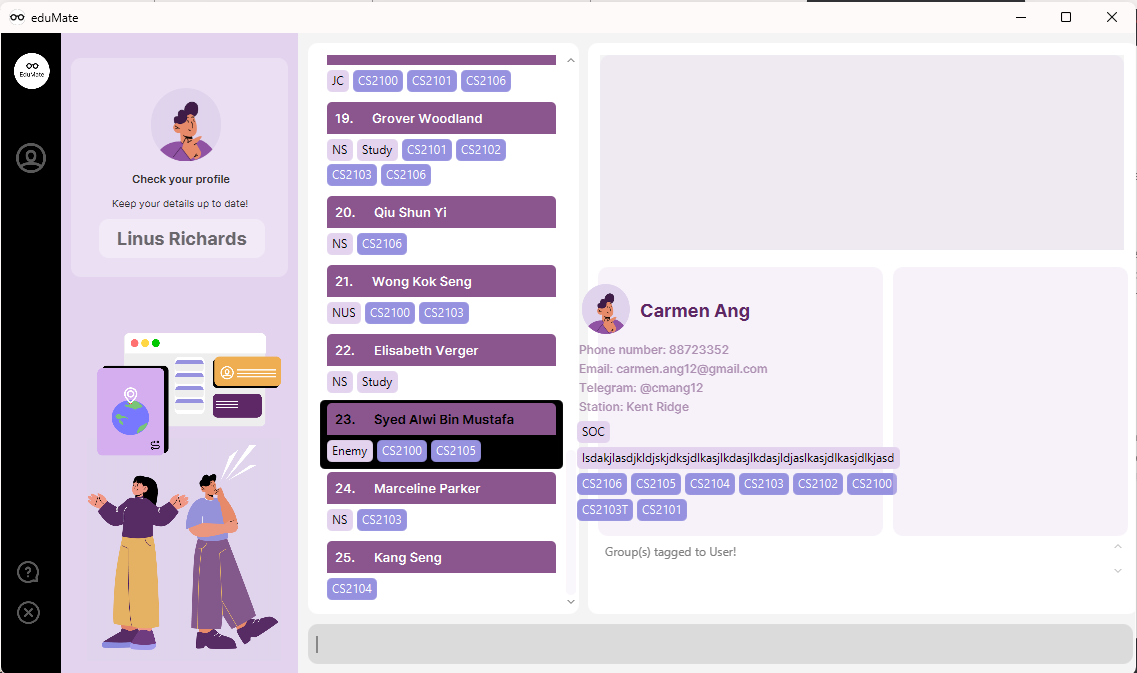 eduMate
EduMate
Check your profile
Keep your details up to date!
Linus Richards
JC CS2100 CS2101 CS2106
19. Grover Woodland
NS Study CS2101 CS2102
CS2103 CS2106
20. Qiu Shun Yi
NS CS2106
21. Wong Kok Seng
NUS CS2100 CS2103
22. Elisabeth Verger
NS Study
23. Syed Alwi Bin Mustafa
Enemy CS2100 CS2105
24. Marceline Parker
NS CS2103
25. Kang Seng
CS2104
Carmen Ang
Phone number: 88723352
Email: carmen.ang12@gmail.com
Telegram: @cmang12
Station: Kent Ridge
SOC
lsdakjlasdjkldjskjdksjdlkasjlkdasjlkdasjldjaslkasjdlkasjdlkjasd
CS2106 CS2105 CS2104 CS2103 CS2102 CS2100
CS2103T CS2101
Group(s) tagged to User!